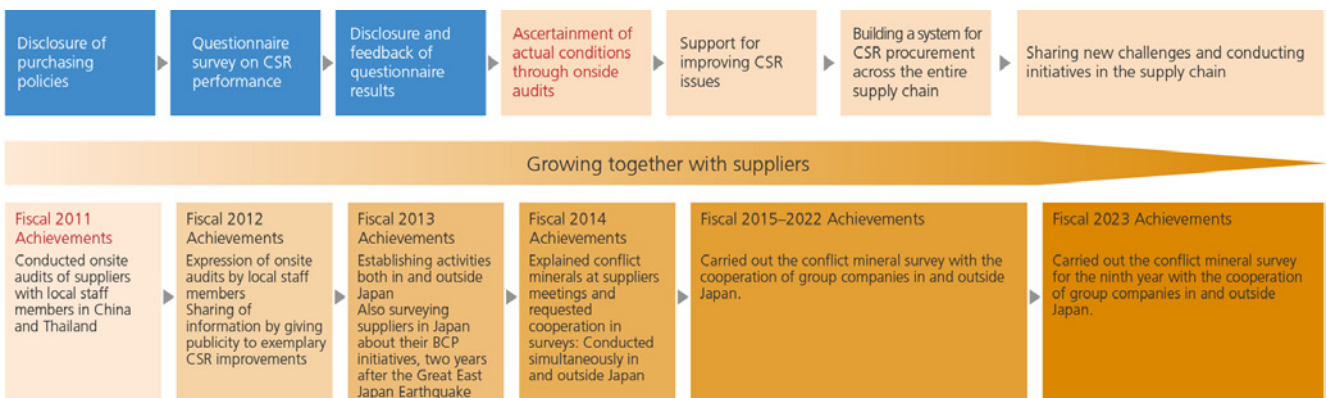 Disclosure of
purchasing
policies
Questionnaire
survey on CSR
performance
Disclosure and
feedback of
questionnaire
results
Ascertainment of
actual conditions
through onside
audits
Support for
improving CSR
issues
Building a system for
CSR procurement
across the entire
supply chain
Sharing new challenges and conducting
initiatives in the supply chain
Growing together with suppliers
Fiscal 2011
Achievements
Conducted onsite
audits of suppliers
with local staff
members in China
and Thailand
Fiscal 2012
Achievements
Expression of onsite
audits by local staff
members
Sharing of
information by giving
publicity to exemplary
CSR improvements
Fiscal 2013
Achievements
Establishing activities
both in and outside
Japan
Also surveying
suppliers in Japan
about their BCP
initiatives, two years
after the Great East
Japan Earthquake
Fiscal 2014
Achievements
Explained conflict
minerals at suppliers
meetings and
requested
cooperation in
surveys: Conducted
simultaneously in
and outside Japan
Fiscal 2015–2022 Achievements
Carried out the conflict mineral survey with the
cooperation of group companies in and outside
Japan.
Fiscal 2023 Achievements
Carried out the conflict mineral survey
for the ninth year with the cooperation
of group companies in and outside
Japan.